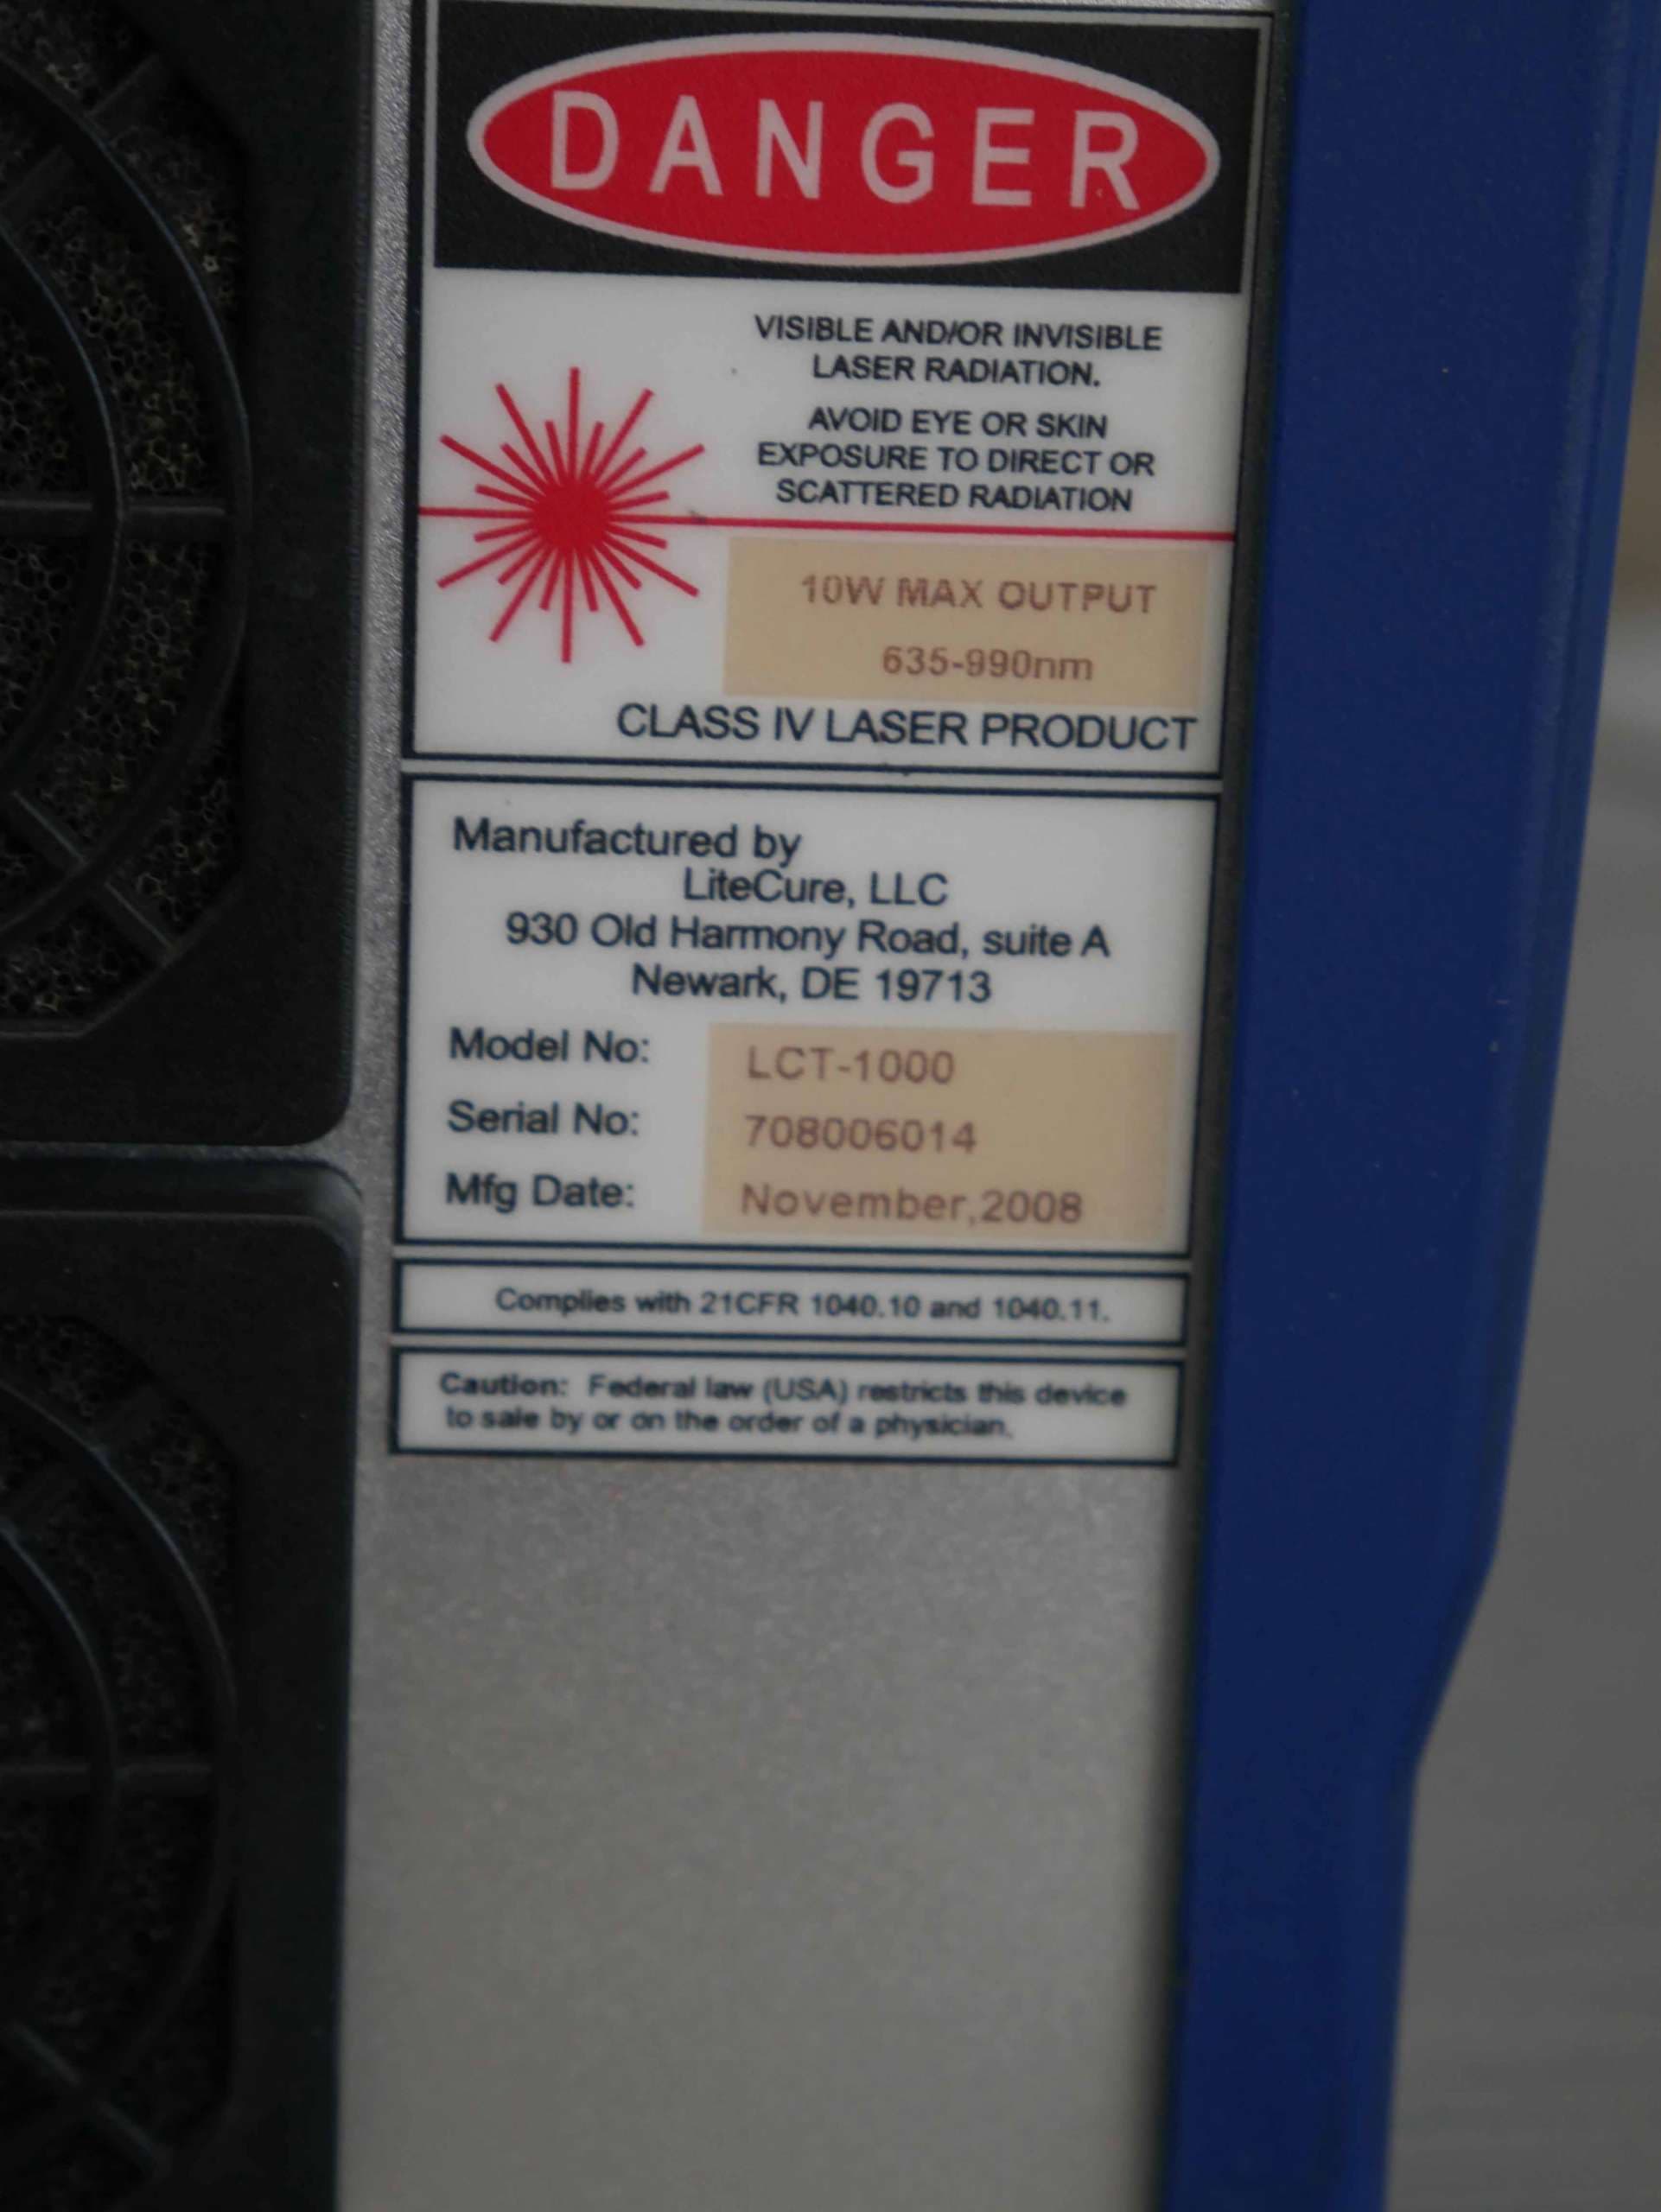 DANGER
VISIBLE AND/OR INVISIBLE
LASER RADIATION.
AVOID EYE OR SKIN
EXPOSURE TO DIRECT OR
SCATTERED RADIATION
10W MAX OUTPUT
635-990nm
CLASS IV LASER PRODUCT
Manufactured by
LiteCure, LLC
930 Old Harmony Road, suite A
Newark, DE 19713
Model No: LCT-1000
Serial No: 708006014
Mfg Date: November,2008
Complies with 21CFR 1040.10 and 1040.11.
Caution: Federal law (USA) restricts this device
to sale by or on the order of a physician.